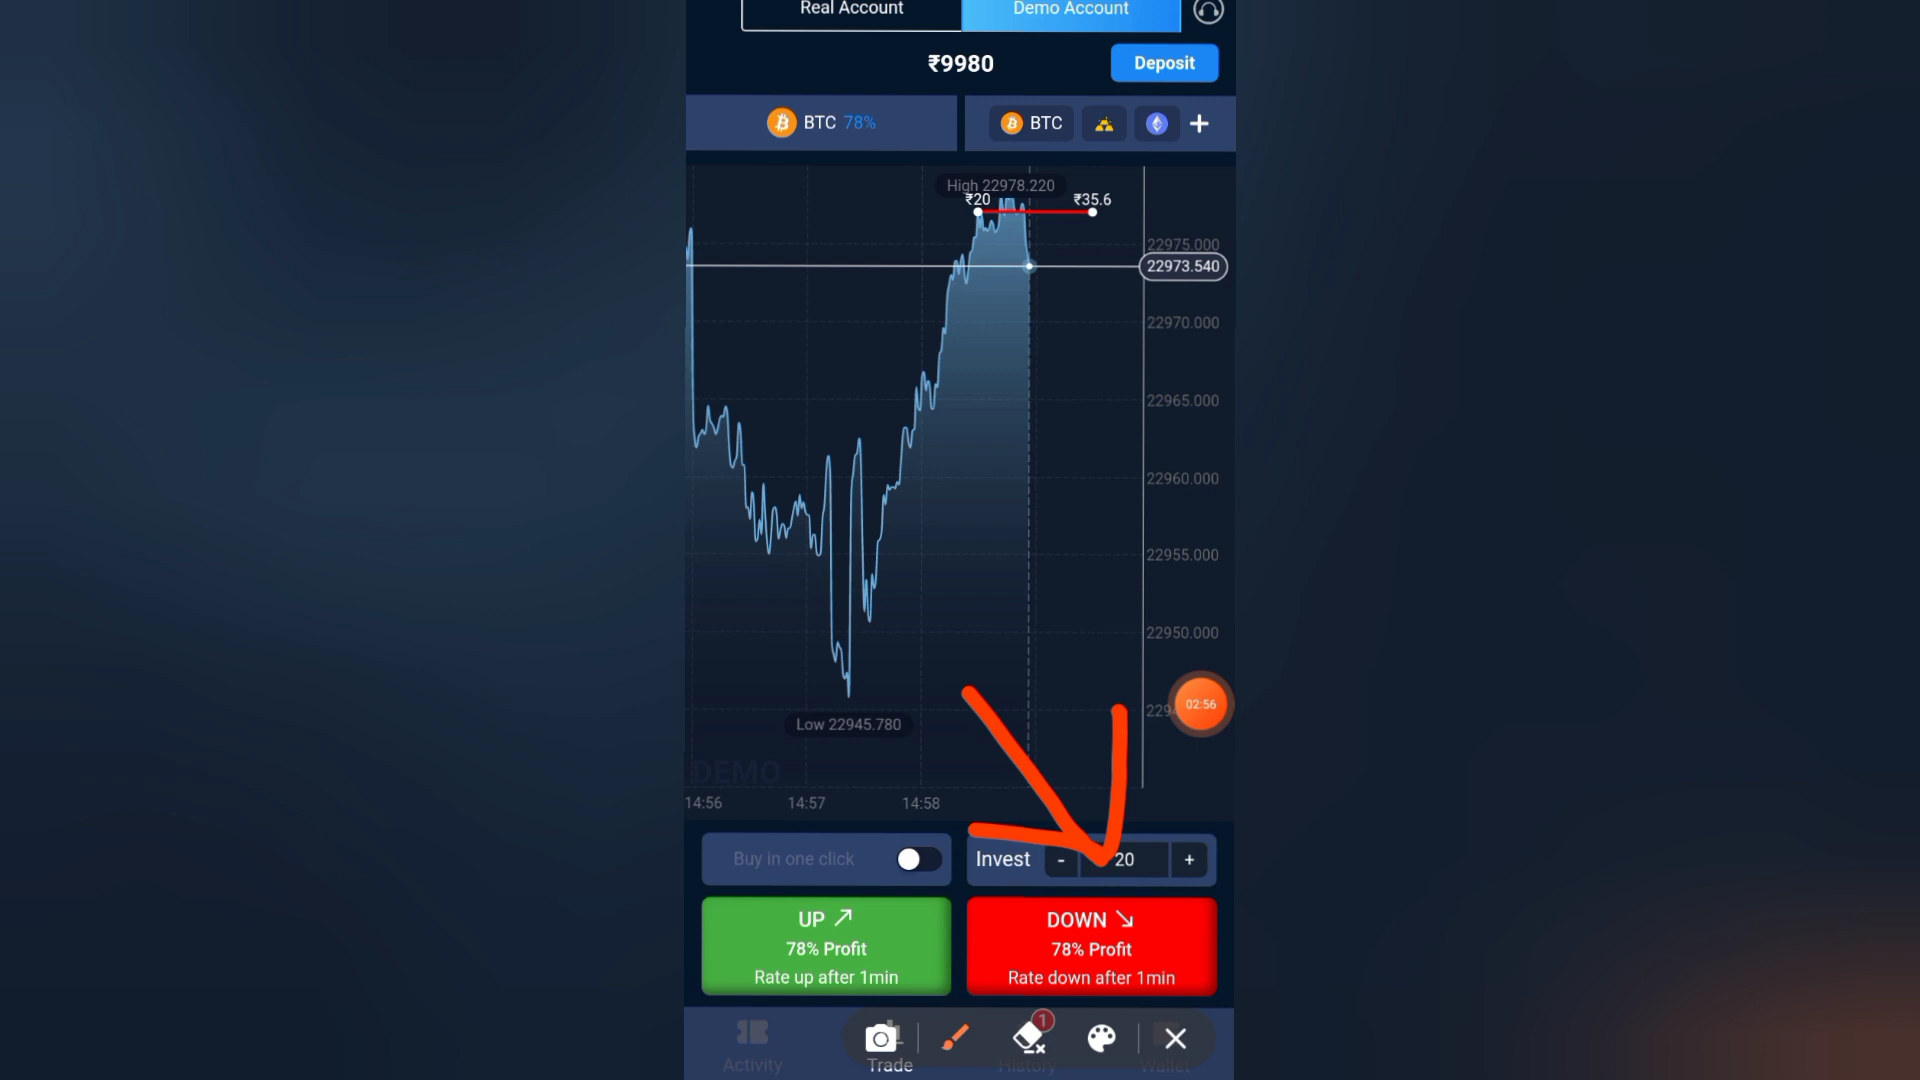 Real Account
Demo Account
₹9980
Deposit
BTC 78%
BTC
High 22978.220
₹20
₹35.6
22975.000
22973.540
22970.000
22965.000
22960.000
22955.000
22950.000
02:56
Low 22945.780
DEMO
14:56
14:57
14:58
Buy in one click
Invest - 20 +
UP
78% Profit
Rate up after 1min
DOWN
78% Profit
Rate down after 1min
1
Activity
Trade
History
Wallet